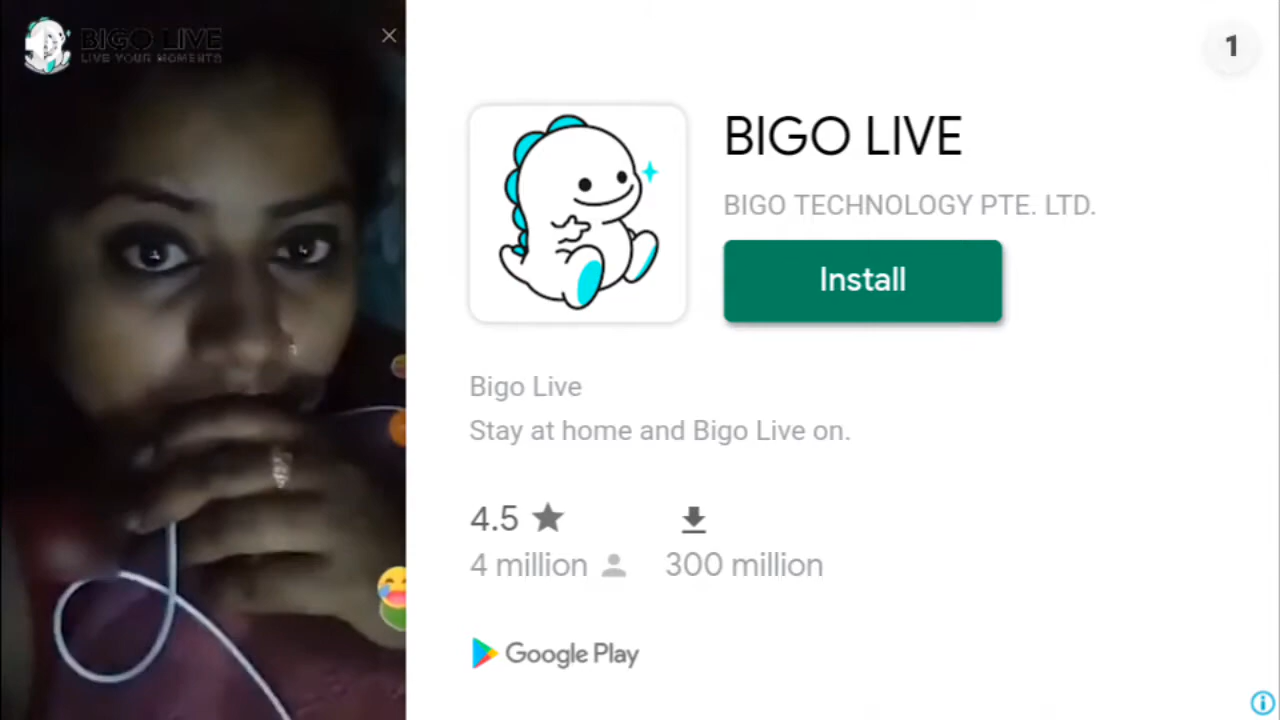 BIGO LIVE
LIVE YOUR MOMENTS
1
BIGO LIVE
BIGO TECHNOLOGY PTE. LTD.
Install
Bigo Live
Stay at home and Bigo Live on.
4.5
4 million
300 million
Google Play